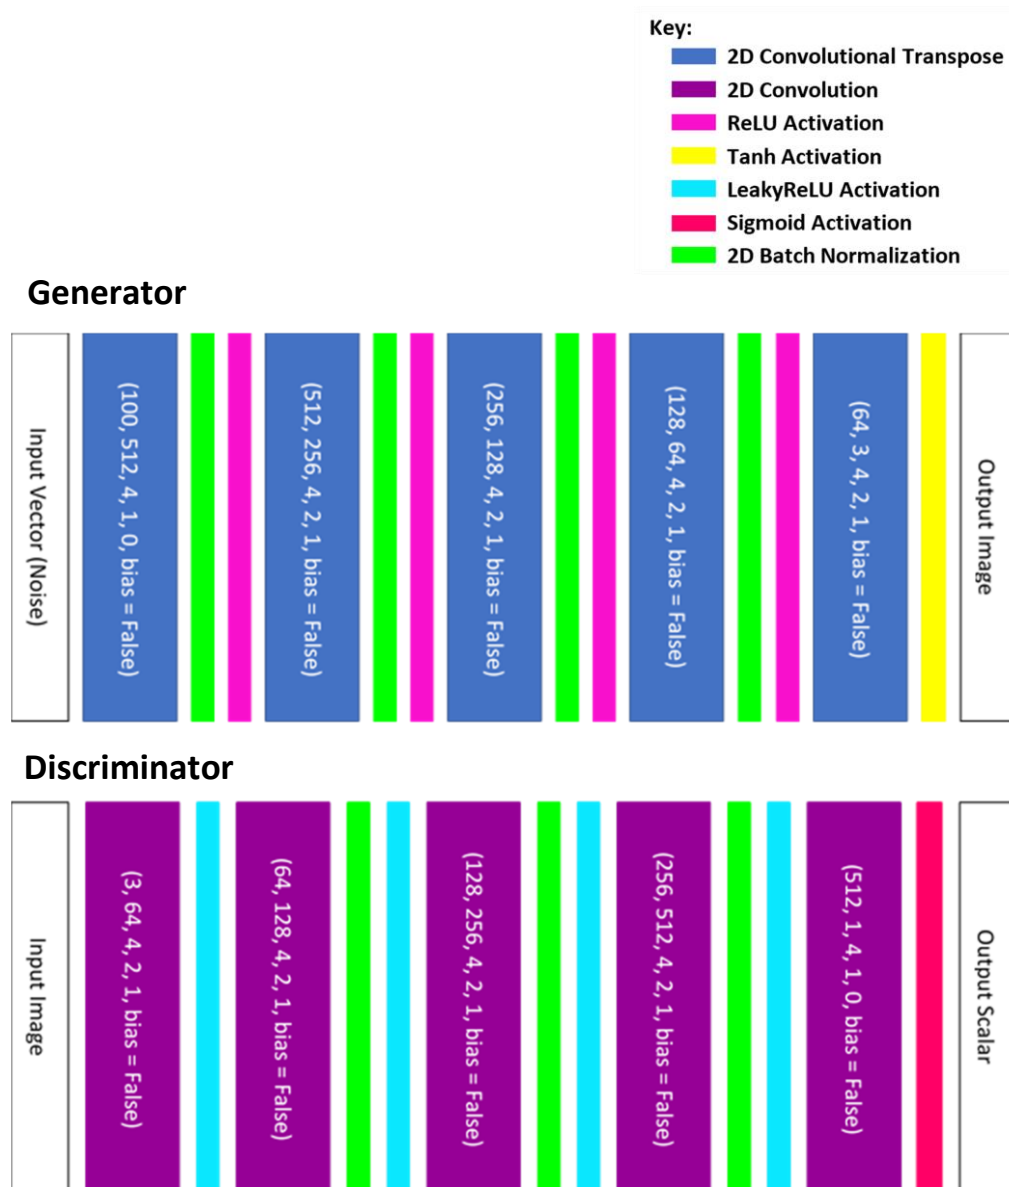 Key:
2D Convolutional Transpose
2D Convolution
ReLU Activation
Tanh Activation
LeakyReLU Activation
Sigmoid Activation
2D Batch Normalization
Generator
Input Vector (Noise)
(100, 512, 4, 1, 0, bias = False)
(512, 256, 4, 2, 1, bias = False)
(256, 128, 4, 2, 1, bias = False)
(128, 64, 4, 2, 1, bias = False)
(64, 3, 4, 2, 1, bias = False)
Output Image
Discriminator
Input Image
(3, 64, 4, 2, 1, bias = False)
(64, 128, 4, 2, 1, bias = False)
(128, 256, 4, 2, 1, bias = False)
(256, 512, 4, 2, 1, bias = False)
(512, 1, 4, 1, 0, bias = False)
Output Scalar